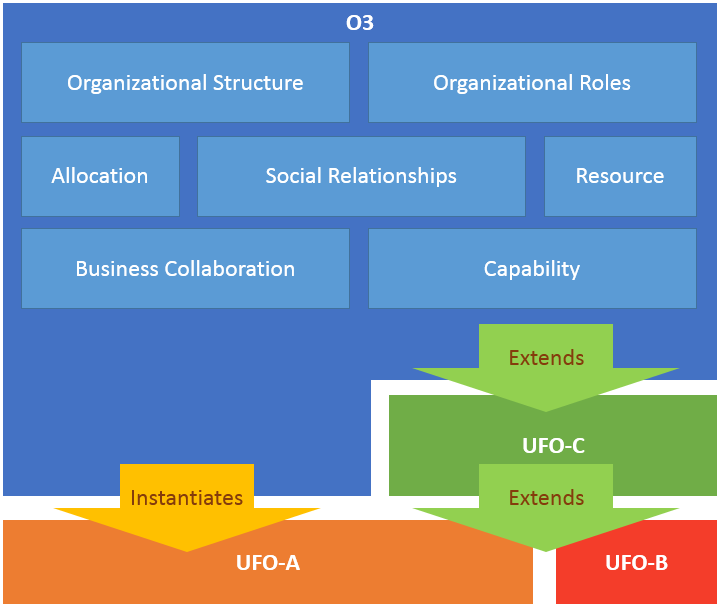 O3
Organizational Structure
Organizational Roles
Allocation
Social Relationships
Resource
Business Collaboration
Capability
Extends
UFO-C
Instantiates
Extends
UFO-A
UFO-B